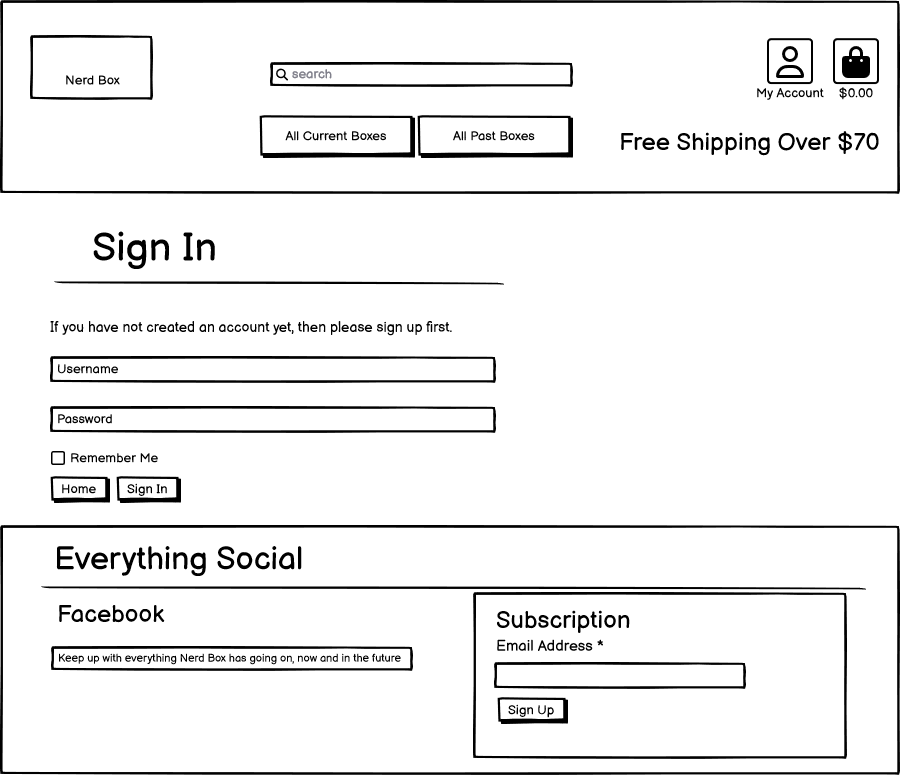 Nerd Box
search
My Account
$0.00
All Current Boxes
All Past Boxes
Free Shipping Over $70
Sign In
If you have not created an account yet, then please sign up first.
Username
Password
Remember Me
Home
Sign In
Everything Social
Facebook
Keep up with everything Nerd Box has going on, now and in the future
Subscription
Email Address *
Sign Up